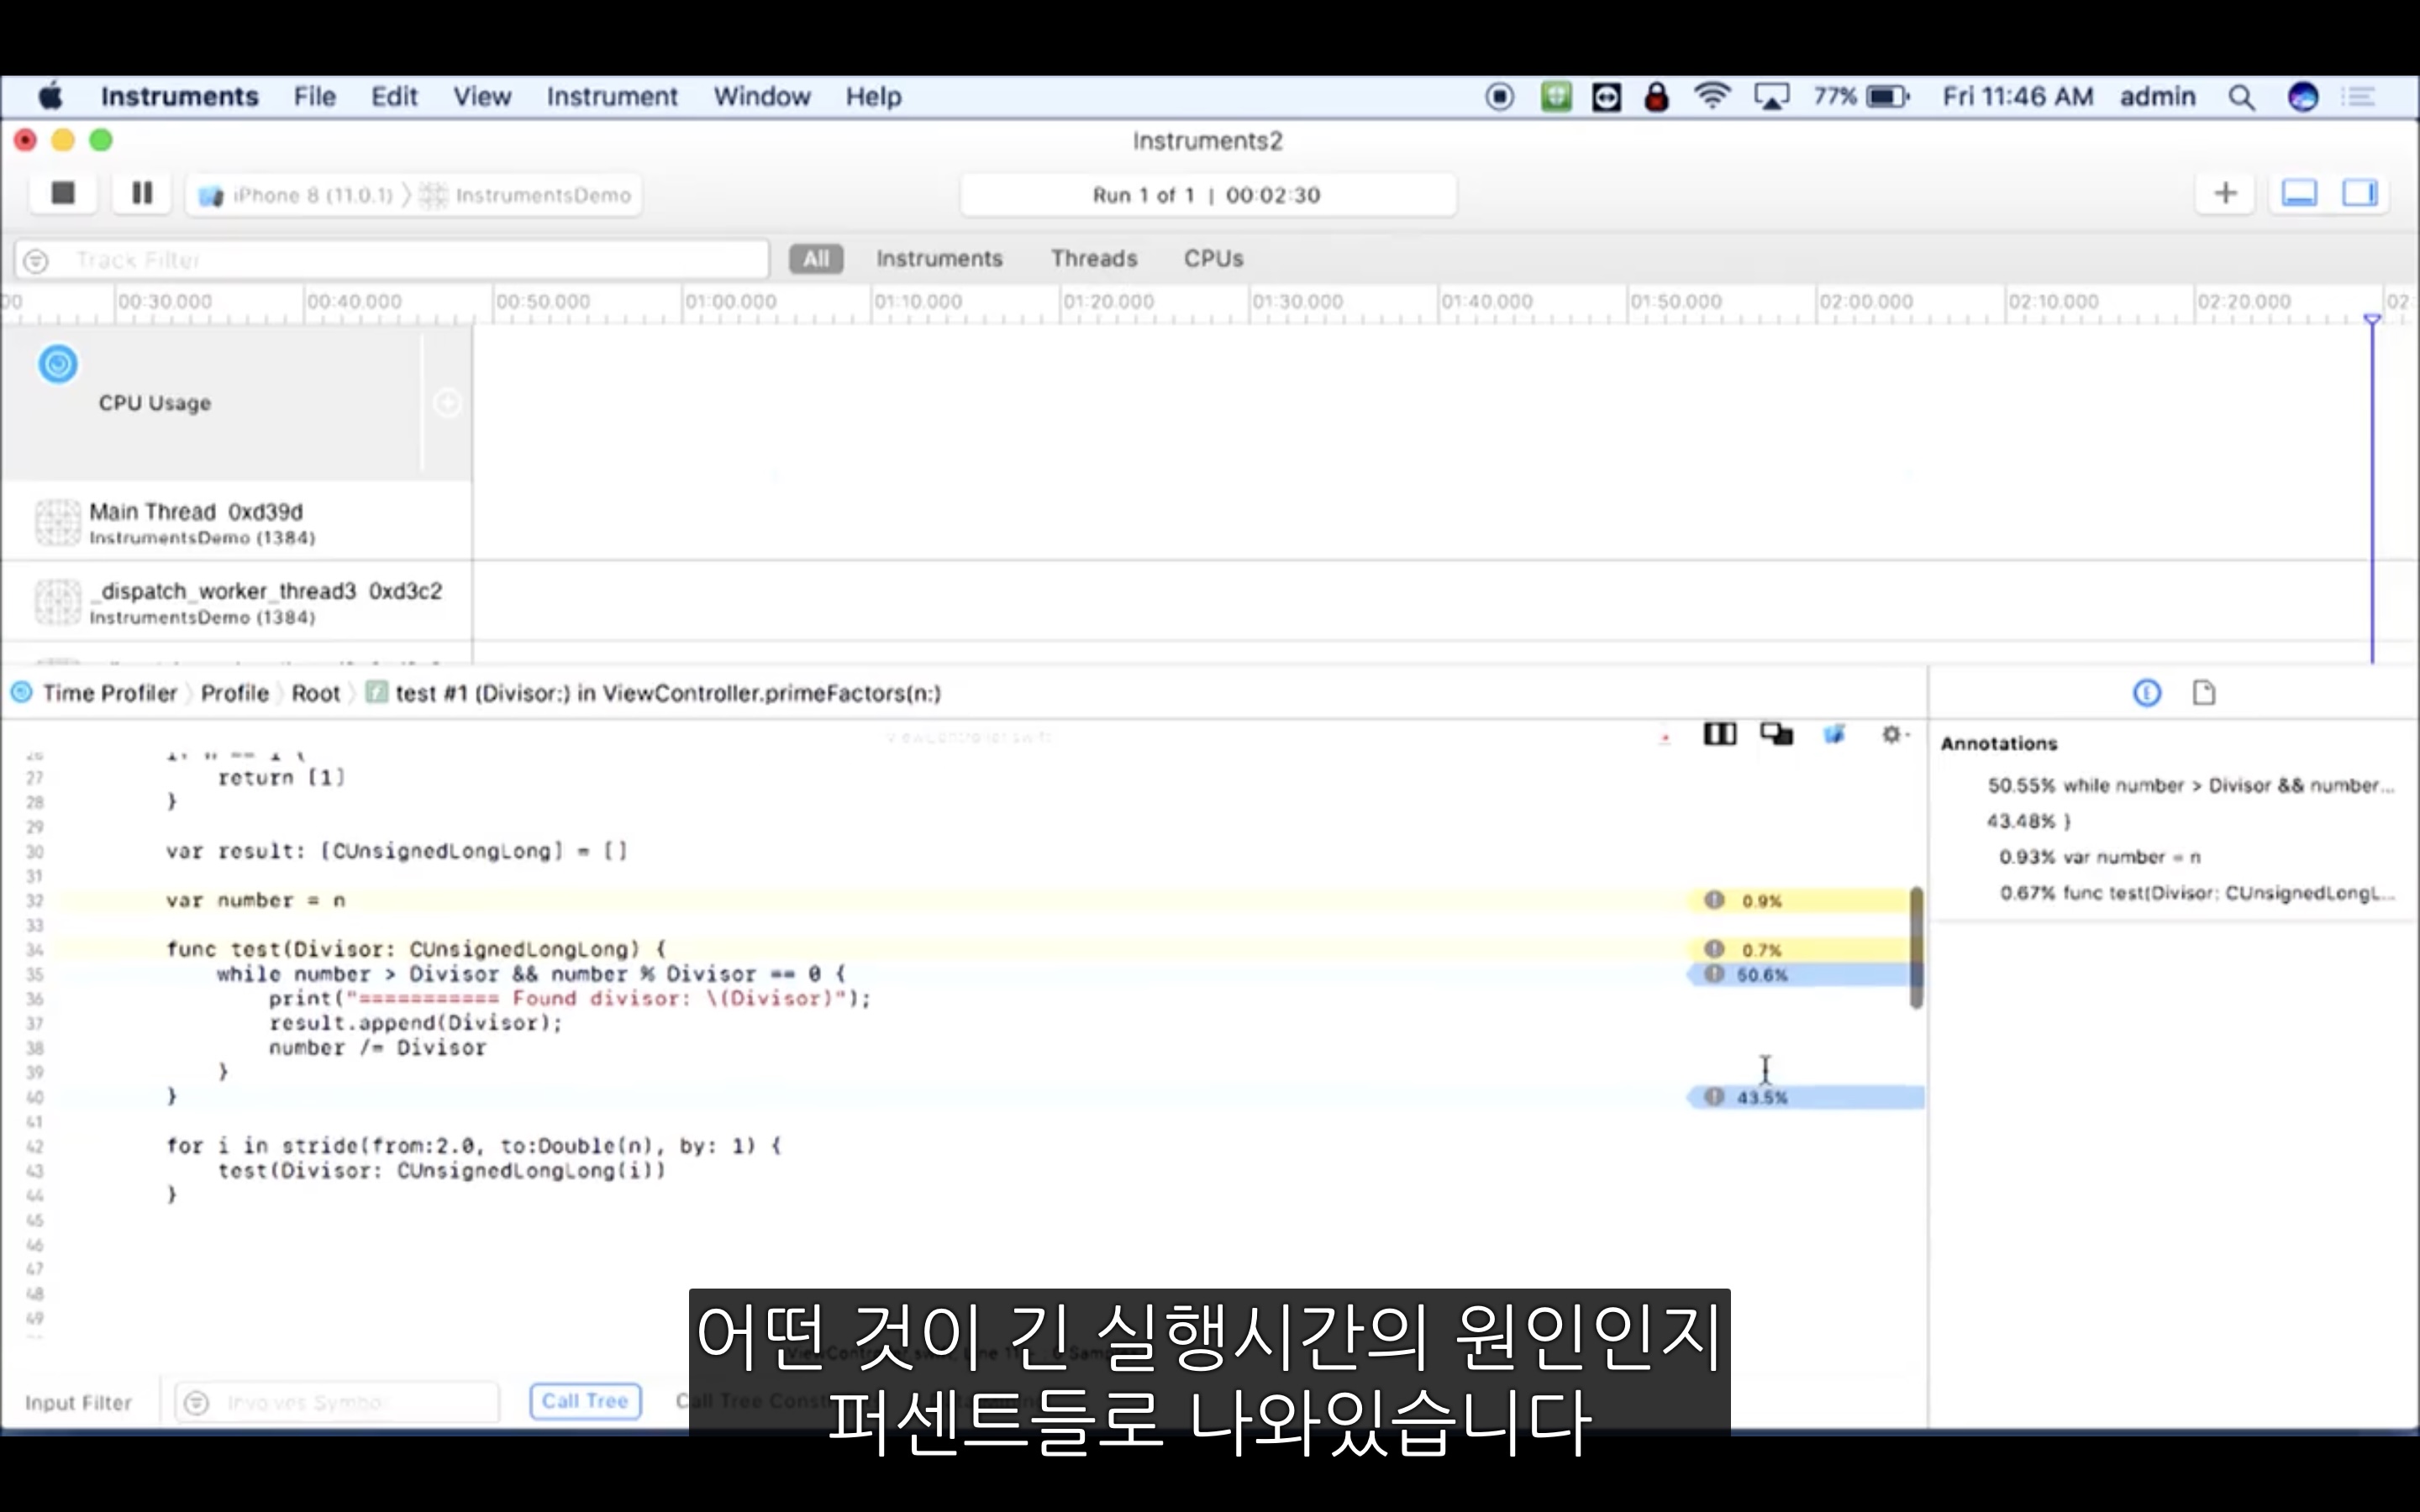 Instruments File Edit View Instrument Window Help 77% Fri 11:46 AM admin
Instruments2
iPhone 8 (11.0.1) InstrumentsDemo Run 1 of 1 | 00:02:30
Track Filter All Instruments Threads CPUs
00 00:30.000 00:40.000 00:50.000 01:00.000 01:10.000 01:20.000 01:30.000 01:40.000 01:50.000 02:00.000 02:10.000 02:20.000 02:
CPU Usage
Main Thread 0xd39d
InstrumentsDemo (1384)
_dispatch_worker_thread3 0xd3c2
InstrumentsDemo (1384)
Time Profiler Profile Root test #1 (Divisor:) in ViewController.primeFactors(n:)
ViewController.swift
Annotations
50.55% while number > Divisor && number...
43.48% }
0.93% var number = n
0.67% func test(Divisor: CUnsignedLongL...
26
27 return [1]
28 }
29
30 var result: [CUnsignedLongLong] = []
31
32 var number = n 0.9%
33
34 func test(Divisor: CUnsignedLongLong) { 0.7%
35 while number > Divisor && number % Divisor == 0 { 50.6%
36 print("=========== Found divisor: \(Divisor)");
37 result.append(Divisor);
38 number /= Divisor
39 }
40 } 43.5%
41
42 for i in stride(from:2.0, to:Double(n), by: 1) {
43 test(Divisor: CUnsignedLongLong(i))
44 }
45
46
47
48
49
어떤 것이 긴 실행시간의 원인인지
퍼센트들로 나와있습니다
Input Filter Involves Symbol Call Tree Call Tree